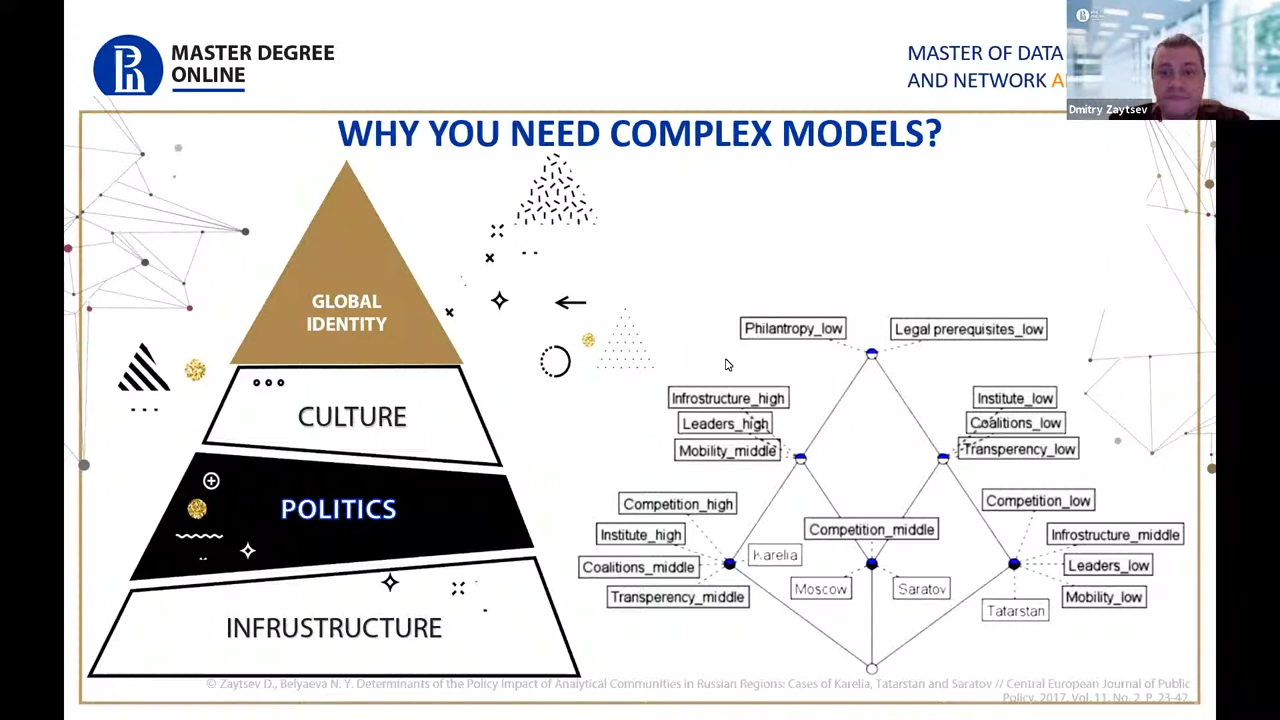 MASTER DEGREE
ONLINE
MASTER OF DATA
AND NETWORK A
Dmitry Zaytsev
WHY YOU NEED COMPLEX MODELS?
GLOBAL
IDENTITY
CULTURE
POLITICS
INFRUSTRUCTURE
Philantropy_low
Legal prerequisites_low
Infrostructure_high
Leaders_high
Mobility_middle
Institute_low
Coalitions_low
Transperency_low
Competition_high
Institute_high
Coalitions_middle
Transperency_middle
Karelia
Competition_middle
Moscow
Saratov
Competition_low
Infrastructure_middle
Leaders_low
Mobility_low
Tatarstan
© Zaytsev D., Belyaeva N. Y. Determinants of the Policy Impact of Analytical Communities in Russian Regions: Cases of Karelia, Tatarstan and Saratov // Central European Journal of Public
Policy. 2017. Vol. 11. No. 2. P. 23-42.